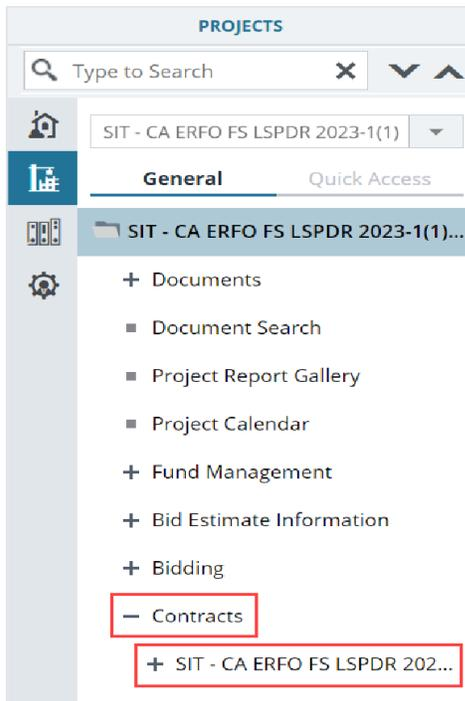 PROJECTS
Type to Search
SIT - CA ERFO FS LSPDR 2023-1(1)
General Quick Access
SIT - CA ERFO FS LSPDR 2023-1(1)...
Documents
Document Search
Project Report Gallery
Project Calendar
Fund Management
Bid Estimate Information
Bidding
Contracts
SIT - CA ERFO FS LSPDR 202...